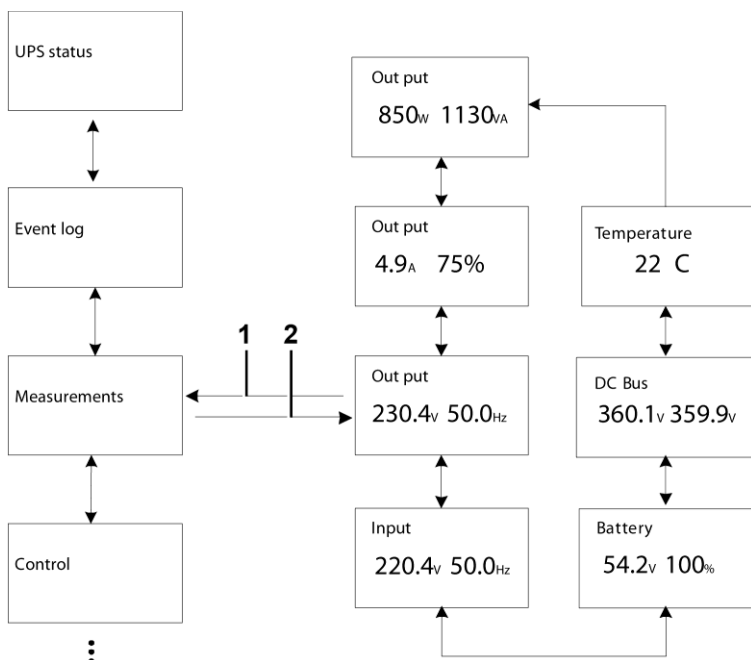 UPS status
Event log
Measurements
Control
1 2
Out put
850W 1130VA
Out put
4.9A 75%
Out put
230.4V 50.0Hz
Input
220.4V 50.0Hz
Temperature
22 C
DC Bus
360.1V 359.9V
Battery
54.2V 100%